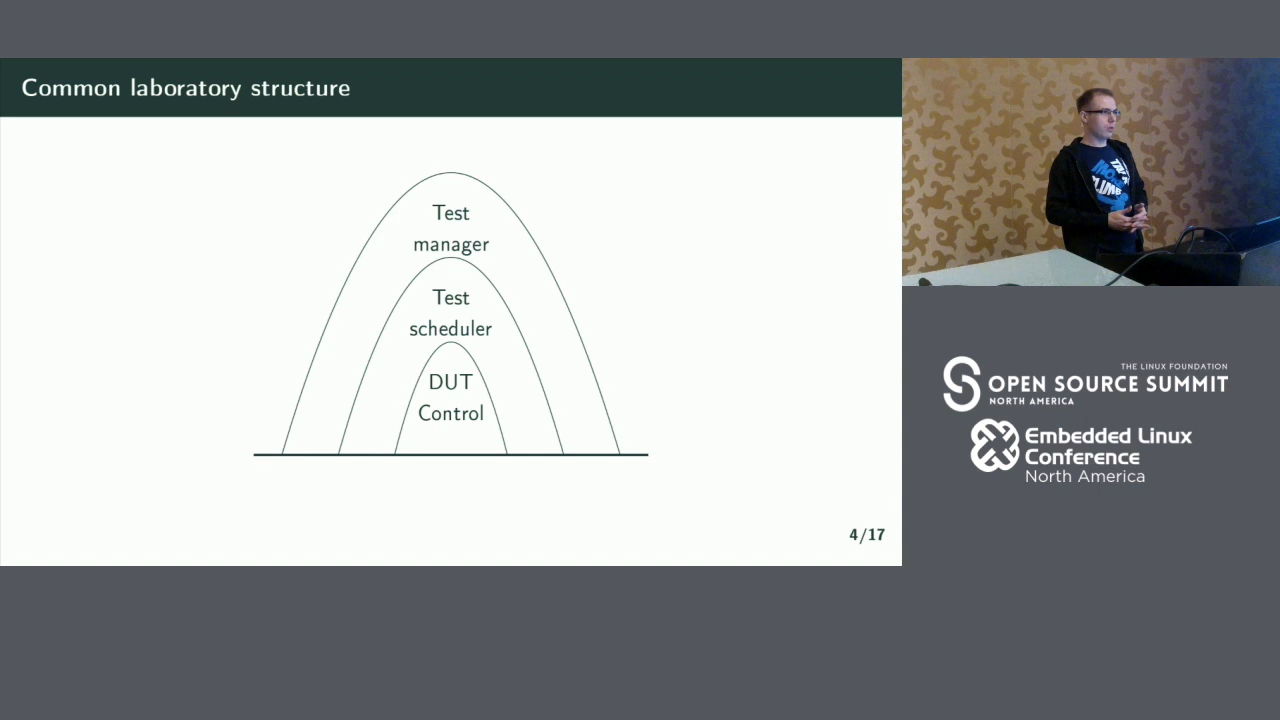 Common laboratory structure
Test
manager
Test
scheduler
DUT
Control
4/17
THE LINUX FOUNDATION
OPEN SOURCE SUMMIT
NORTH AMERICA
Embedded Linux
Conference
North America